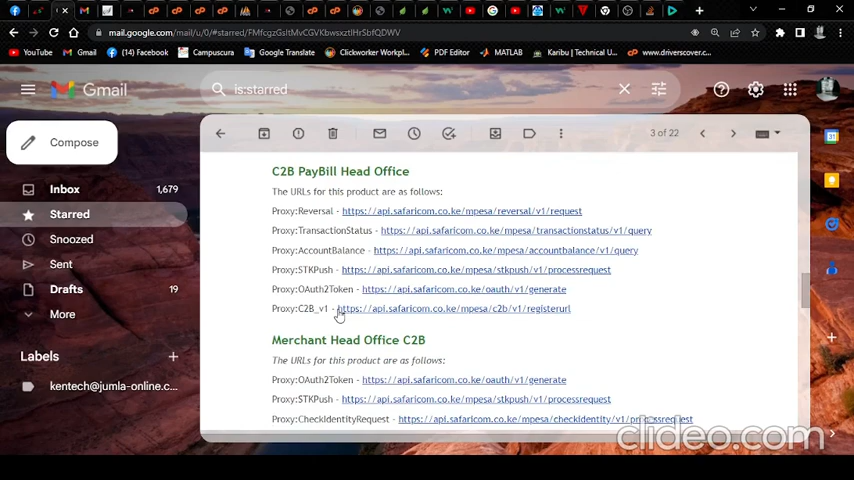 mail.google.com/mail/u/0/#starred/FMfcgzGsltMvCGVKbwsxztlHrSbfQDWV
YouTube Gmail (14) Facebook Campuscura Google Translate Clickworker Workpl... PDF Editor MATLAB Karibu | Technical U... www.driverscover.c...
Gmail
is:starred
Compose
3 of 22
Inbox 1,679
Starred
Snoozed
Sent
Drafts 19
More
Labels
kentech@jumla-online.c...
C2B PayBill Head Office
The URLs for this product are as follows:
Proxy:Reversal - https://api.safaricom.co.ke/mpesa/reversal/v1/request
Proxy:TransactionStatus - https://api.safaricom.co.ke/mpesa/transactionstatus/v1/query
Proxy:AccountBalance - https://api.safaricom.co.ke/mpesa/accountbalance/v1/query
Proxy:STKPush - https://api.safaricom.co.ke/mpesa/stkpush/v1/processrequest
Proxy:OAuth2Token - https://api.safaricom.co.ke/oauth/v1/generate
Proxy:C2B_v1 - https://api.safaricom.co.ke/mpesa/c2b/v1/registerurl
Merchant Head Office C2B
The URLs for this product are as follows:
Proxy:OAuth2Token - https://api.safaricom.co.ke/oauth/v1/generate
Proxy:STKPush - https://api.safaricom.co.ke/mpesa/stkpush/v1/processrequest
Proxy:CheckIdentityRequest - https://api.safaricom.co.ke/mpesa/checkidentity/v1/processrequest
clideo.com